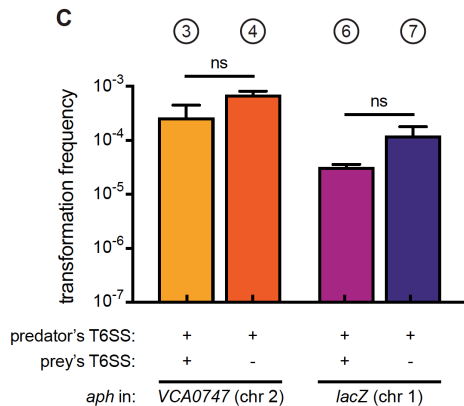 C
3 4 6 7
ns
ns
transformation frequency
10-3
10-4
10-5
10-6
10-7
predator's T6SS: + + + +
prey's T6SS: + - + -
aph in: VCA0747 (chr 2) lacZ (chr 1)